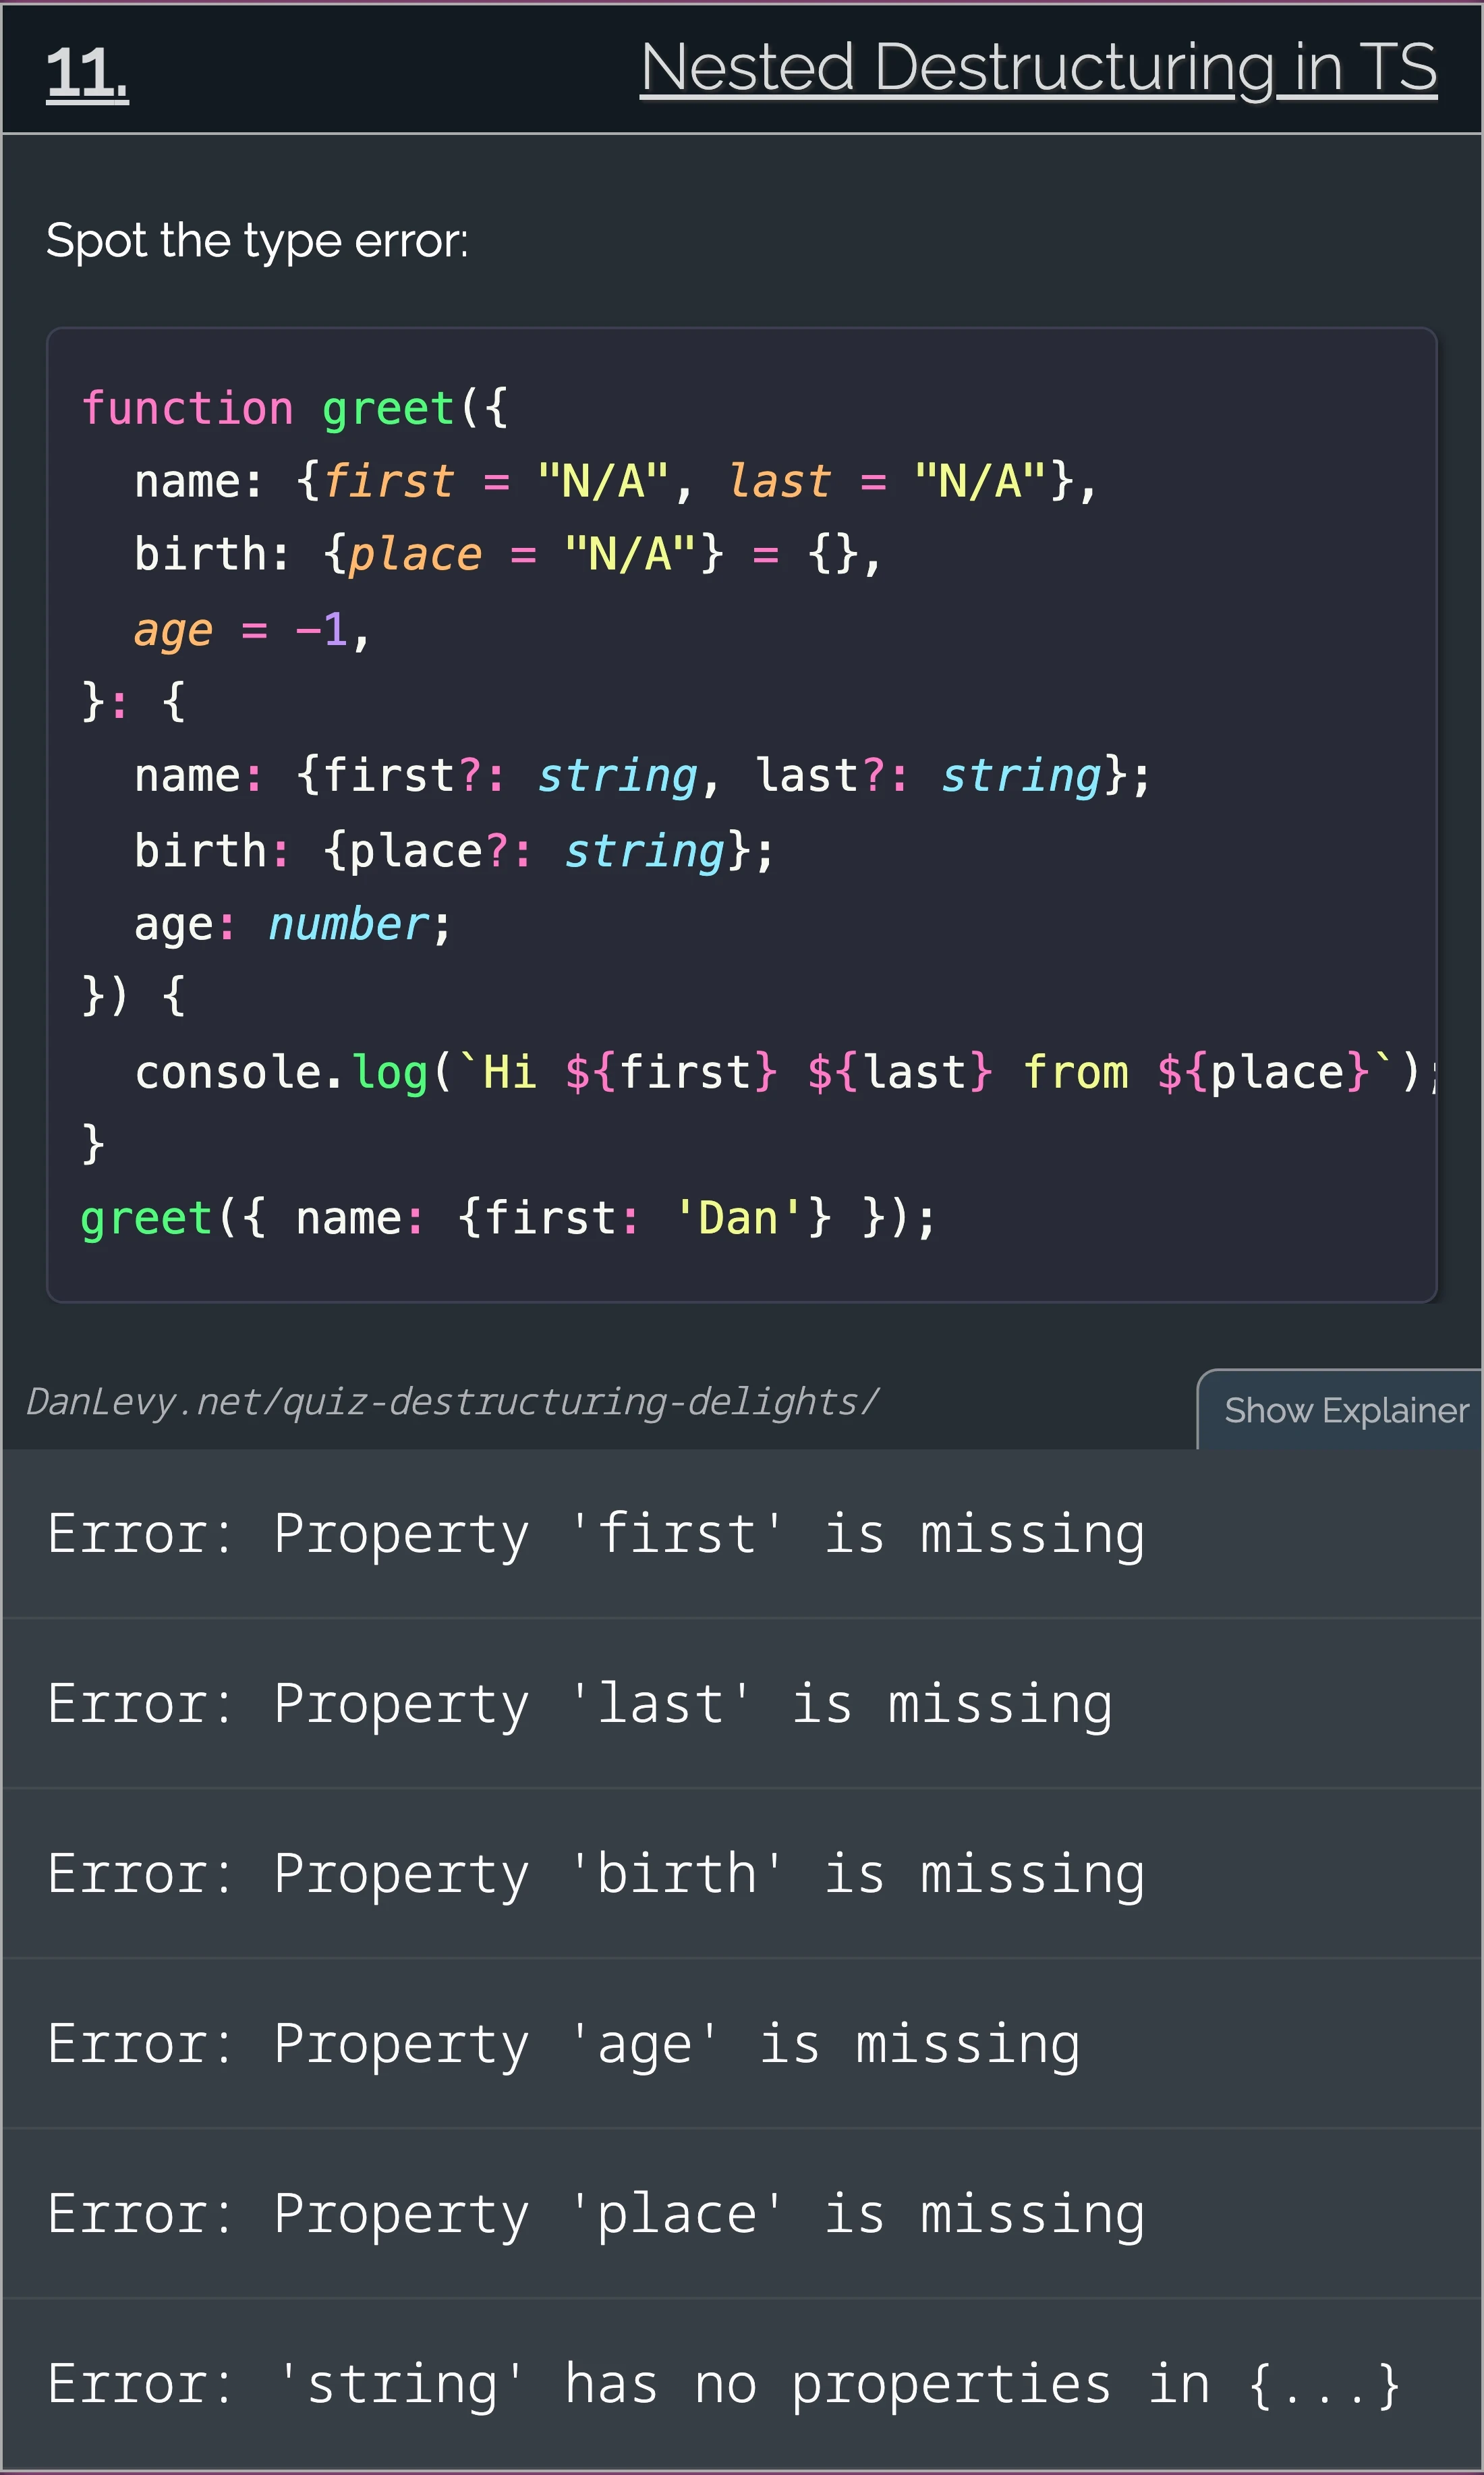 11.
Nested Destructuring in TS
Spot the type error:
function greet({
  name: {first = "N/A", last = "N/A"},
  birth: {place = "N/A"} = {},
  age = -1,
}: {
  name: {first?: string, last?: string};
  birth: {place?: string};
  age: number;
}) {
  console.log(`Hi ${first} ${last} from ${place}`);
}
greet({ name: {first: 'Dan'} });
DanLevy.net/quiz-destructuring-delights/
Show Explainer
Error: Property 'first' is missing
Error: Property 'last' is missing
Error: Property 'birth' is missing
Error: Property 'age' is missing
Error: Property 'place' is missing
Error: 'string' has no properties in {...}